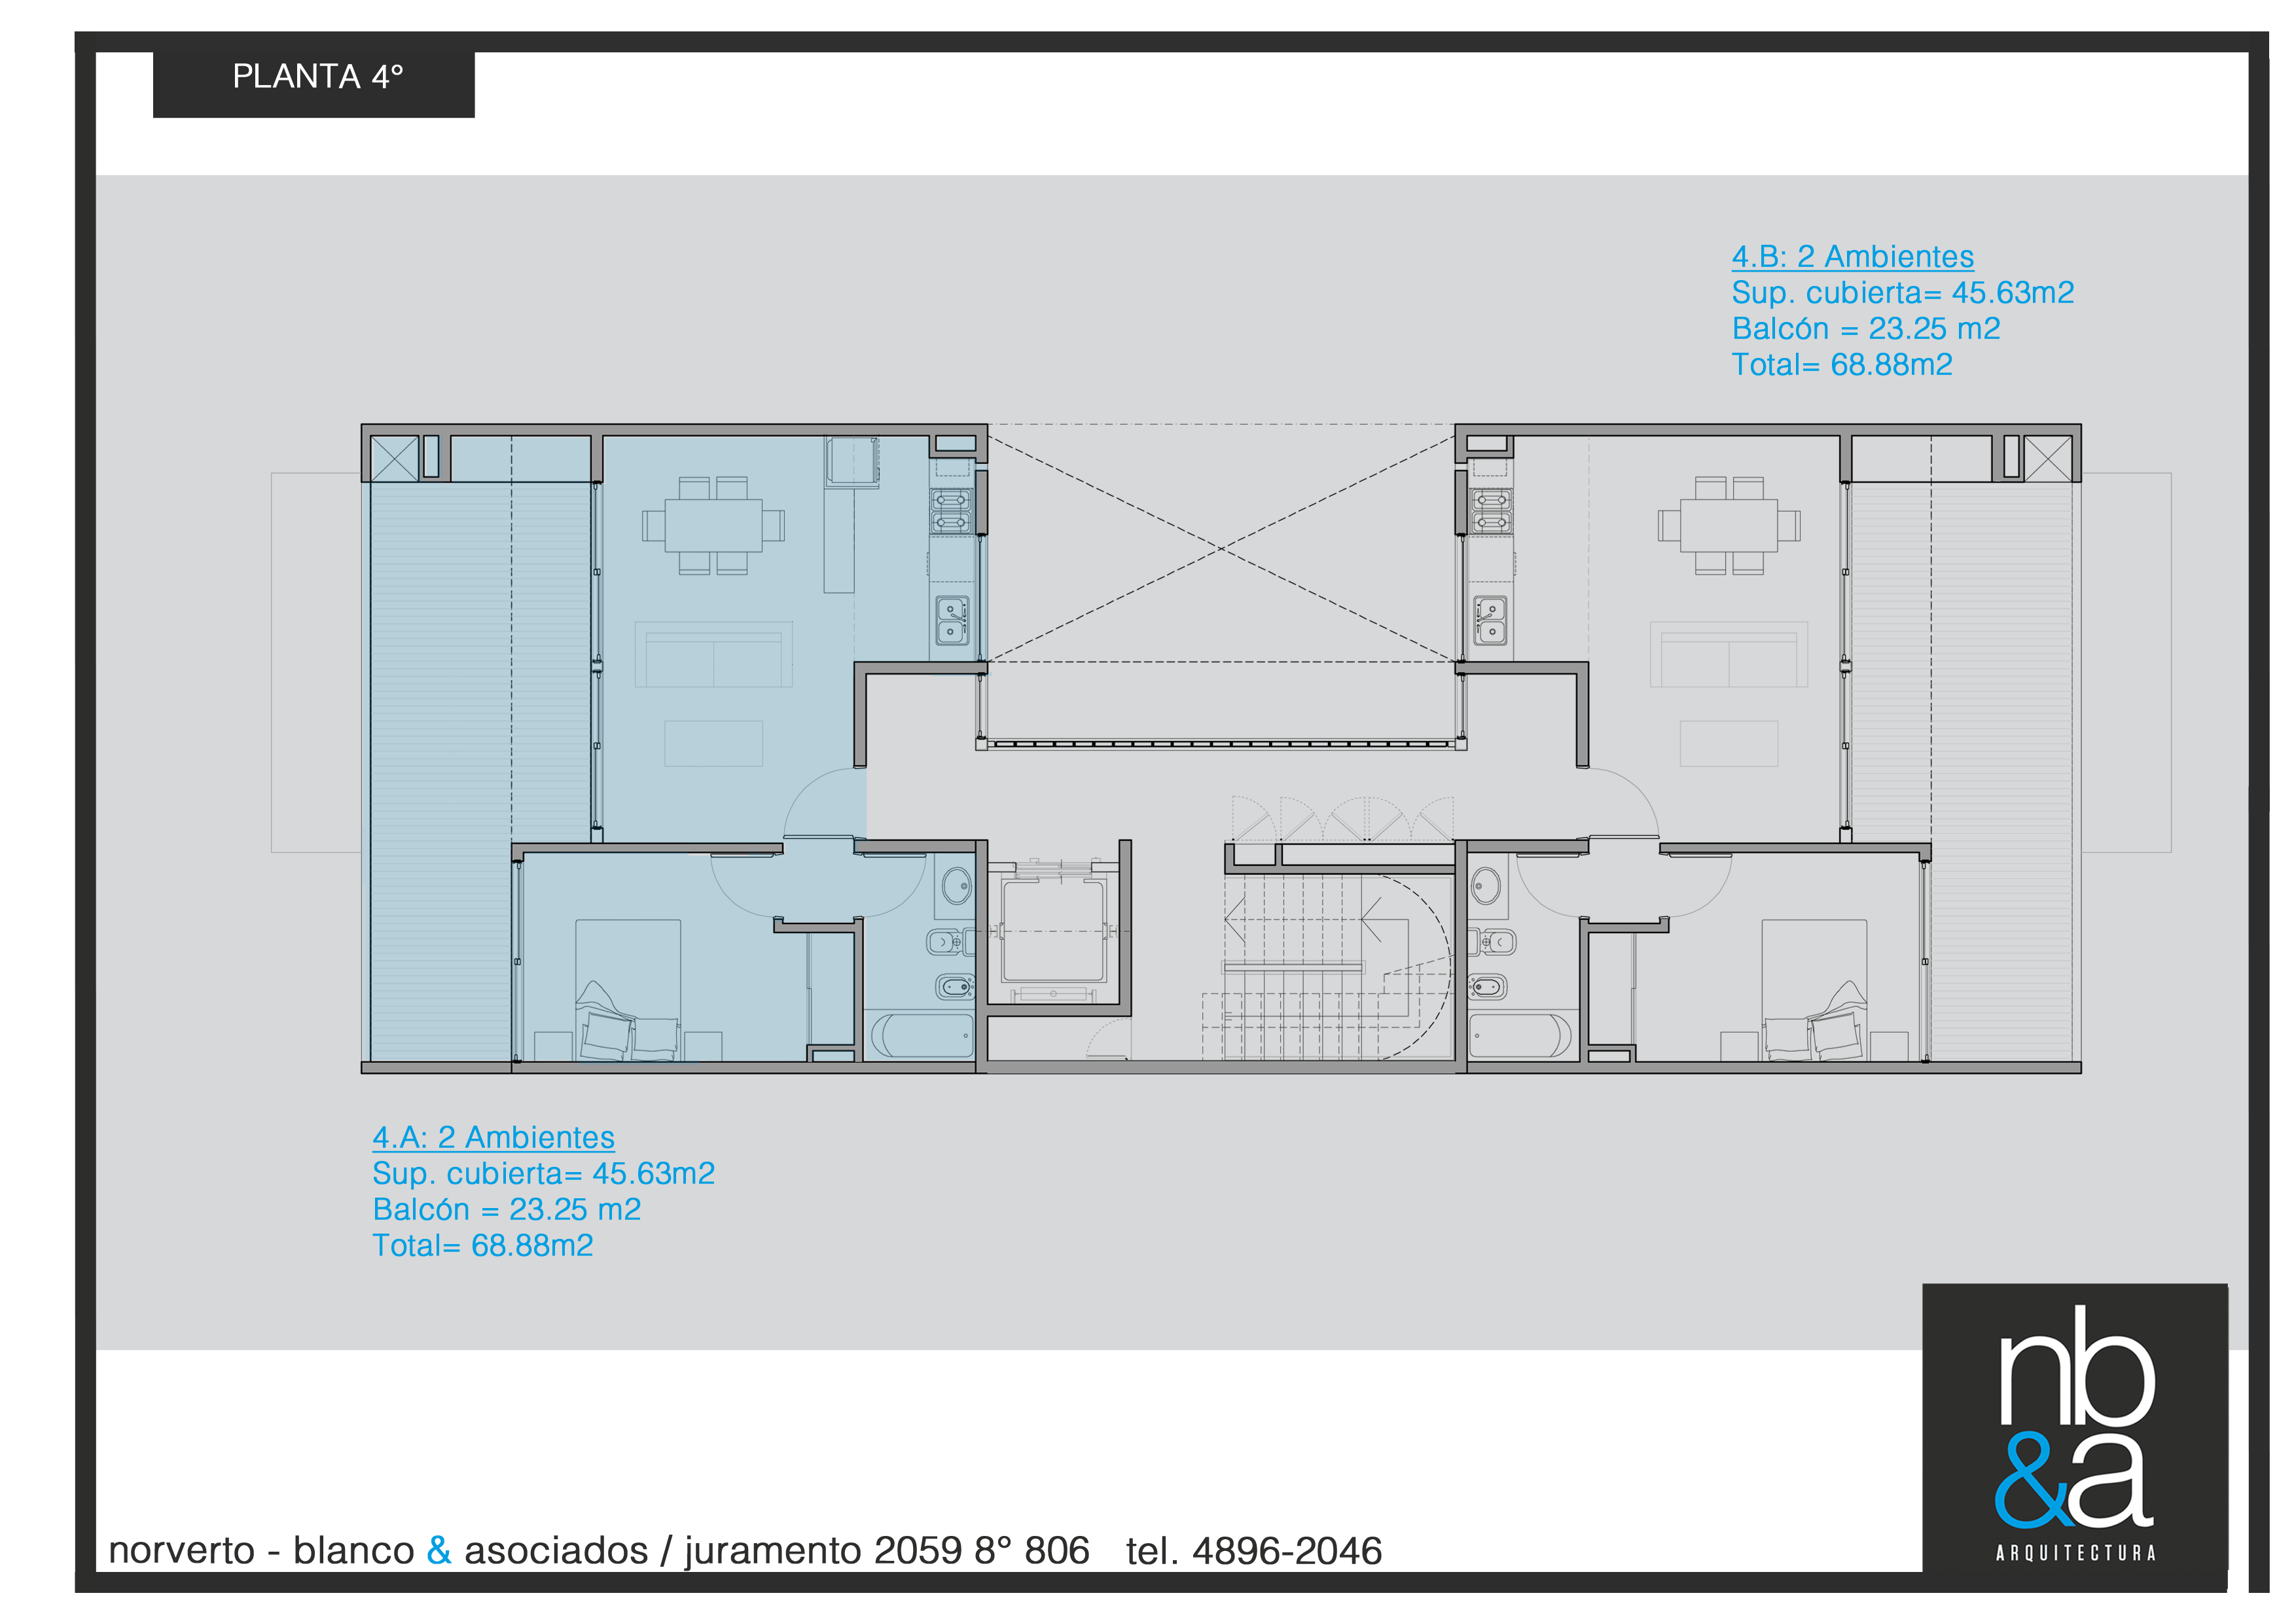 PLANTA 4°
4.B: 2 Ambientes
Sup. cubierta= 45.63m2
Balcón = 23.25 m2
Total= 68.88m2
4.A: 2 Ambientes
Sup. cubierta= 45.63m2
Balcón = 23.25 m2
Total= 68.88m2
nb
&a
ARQUITECTURA
norverto - blanco & asociados / juramento 2059 8° 806 tel. 4896-2046